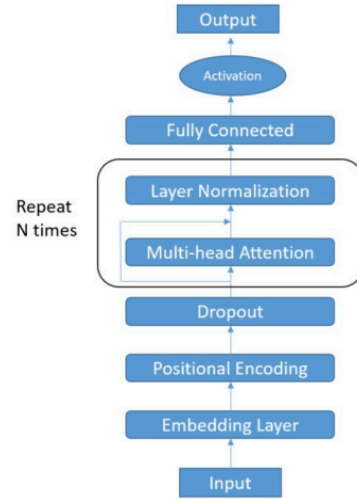 Output
Activation
Fully Connected
Layer Normalization
Repeat
N times
Multi-head Attention
Dropout
Positional Encoding
Embedding Layer
Input